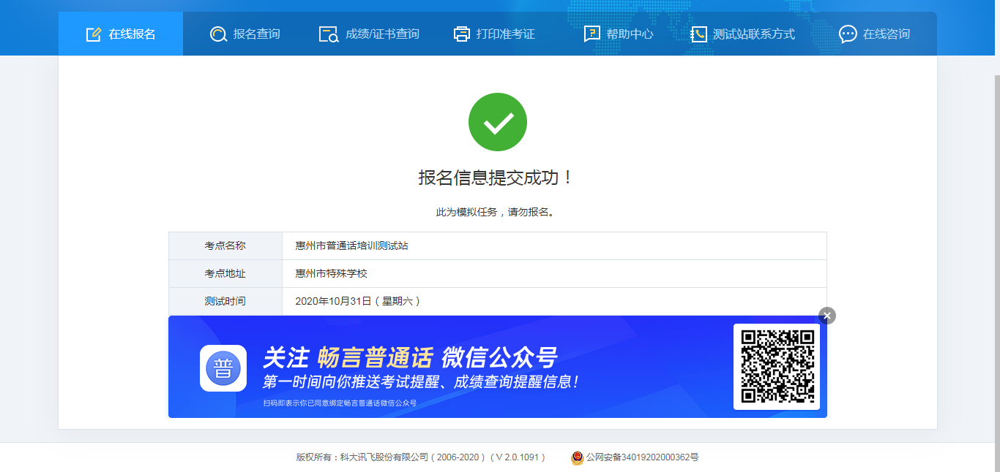 在线报名 报名查询 成绩/证书查询 打印准考证 帮助中心 测试站联系方式 在线咨询
报名信息提交成功！
此为模拟任务，请勿报名。
考点名称 惠州市普通话培训测试站
考点地址 惠州市特殊学校
测试时间 2020年10月31日（星期六）
普
关注 畅言普通话 微信公众号
第一时间向你推送考试提醒、成绩查询提醒信息！
扫码即表示你已同意绑定畅言普通话微信公众号
版权所有：科大讯飞股份有限公司（2006-2020）（V 2.0.1091） 公网安备34019202000362号